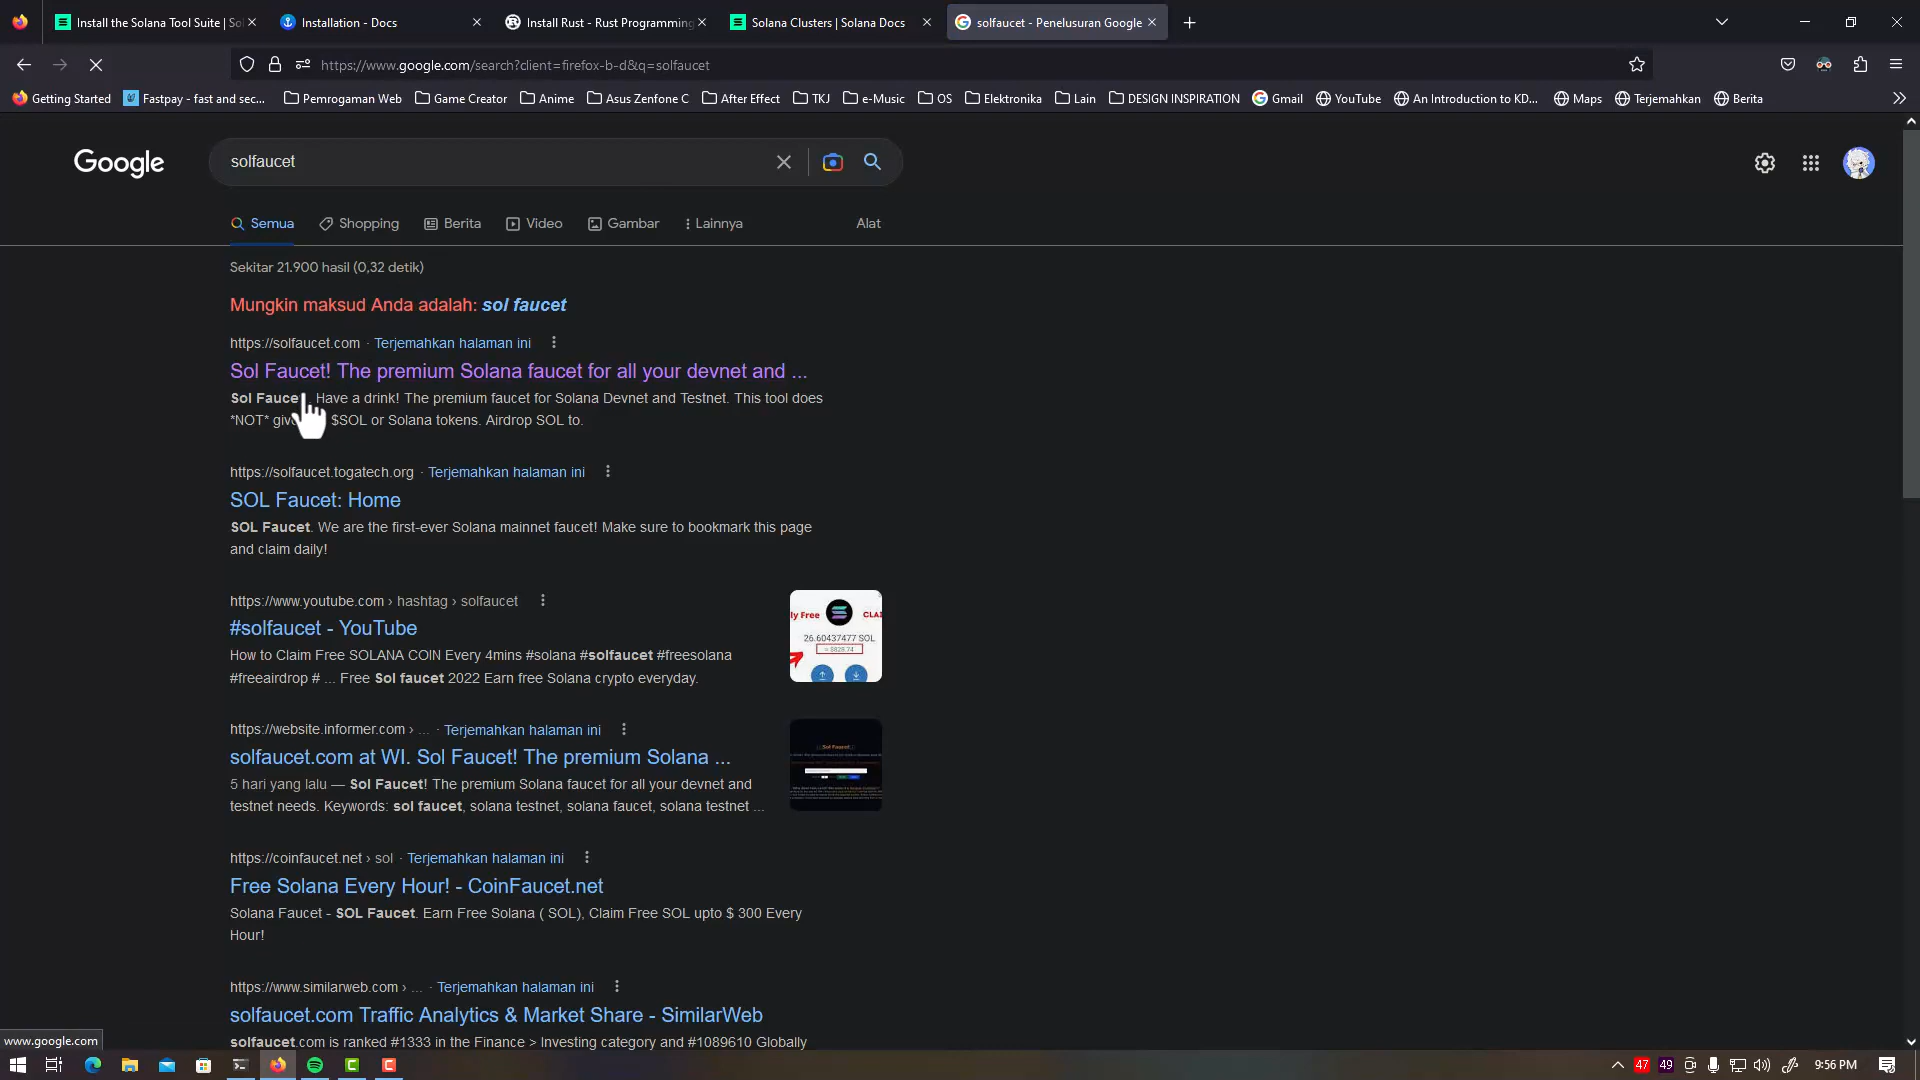 Install the Solana Tool Suite | Sol
Installation - Docs
Install Rust - Rust Programming
Solana Clusters | Solana Docs
solfaucet - Penelusuran Google
https://www.google.com/search?client=firefox-b-d&q=solfaucet
Getting Started
Fastpay - fast and sec...
Pemrogaman Web
Game Creator
Anime
Asus Zenfone C
After Effect
TKJ
e-Music
OS
Elektronika
Lain
DESIGN INSPIRATION
Gmail
YouTube
An Introduction to KD...
Maps
Terjemahkan
Berita
Google
solfaucet
Semua
Shopping
Berita
Video
Gambar
Lainnya
Alat
Sekitar 21.900 hasil (0,32 detik)
Mungkin maksud Anda adalah: sol faucet
https://solfaucet.com · Terjemahkan halaman ini
Sol Faucet! The premium Solana faucet for all your devnet and ...
Sol Fauce Have a drink! The premium faucet for Solana Devnet and Testnet. This tool does
*NOT* giv $SOL or Solana tokens. Airdrop SOL to.
https://solfaucet.togatech.org · Terjemahkan halaman ini
SOL Faucet: Home
SOL Faucet. We are the first-ever Solana mainnet faucet! Make sure to bookmark this page
and claim daily!
https://www.youtube.com › hashtag › solfaucet
#solfaucet - YouTube
How to Claim Free SOLANA COIN Every 4mins #solana #solfaucet #freesolana
#freeairdrop # ... Free Sol faucet 2022 Earn free Solana crypto everyday.
ly Free
CLAI
26.60437477 SOL
https://website.informer.com › ... · Terjemahkan halaman ini
solfaucet.com at WI. Sol Faucet! The premium Solana ...
5 hari yang lalu — Sol Faucet! The premium Solana faucet for all your devnet and
testnet needs. Keywords: sol faucet, solana testnet, solana faucet, solana testnet ...
Sol Faucet
https://coinfaucet.net › sol · Terjemahkan halaman ini
Free Solana Every Hour! - CoinFaucet.net
Solana Faucet - SOL Faucet. Earn Free Solana ( SOL), Claim Free SOL upto $ 300 Every
Hour!
https://www.similarweb.com › ... · Terjemahkan halaman ini
solfaucet.com Traffic Analytics & Market Share - SimilarWeb
solfaucet.com is ranked #1333 in the Finance > Investing category and #1089610 Globally
www.google.com
47
49
9:56 PM